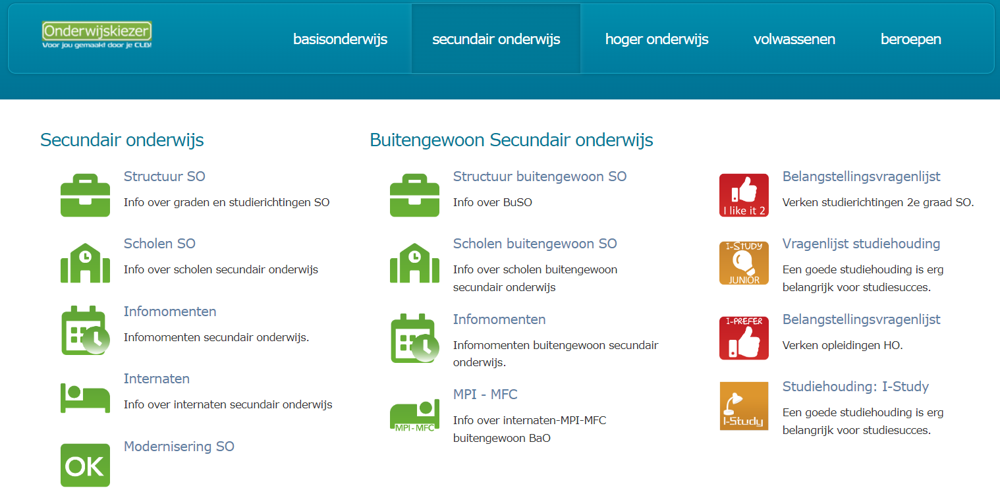 Onderwijskiezer
Voor jou gemaakt door je CLB!
basisonderwijs
secundair onderwijs
hoger onderwijs
volwassenen
beroepen
Secundair onderwijs
Structuur SO
Info over graden en studierichtingen SO
Scholen SO
Info over scholen secundair onderwijs
Infomomenten
Infomomenten secundair onderwijs.
Internaten
Info over internaten secundair onderwijs
OK
Modernisering SO
Buitengewoon Secundair onderwijs
Structuur buitengewoon SO
Info over BuSO
Scholen buitengewoon SO
Info over scholen buitengewoon
secundair onderwijs
Infomomenten
Infomomenten buitengewoon secundair
onderwijs.
MPI - MFC
MPI - MFC
Info over internaten-MPI-MFC
buitengewoon BaO
I like it 2
Belangstellingsvragenlijst
Verken studierichtingen 2e graad SO.
I-STUDY
JUNIOR
Vragenlijst studiehouding
Een goede studiehouding is erg
belangrijk voor studiesucces.
I-PREFER
Belangstellingsvragenlijst
Verken opleidingen HO.
I-Study
Studiehouding: I-Study
Een goede studiehouding is erg
belangrijk voor studiesucces.